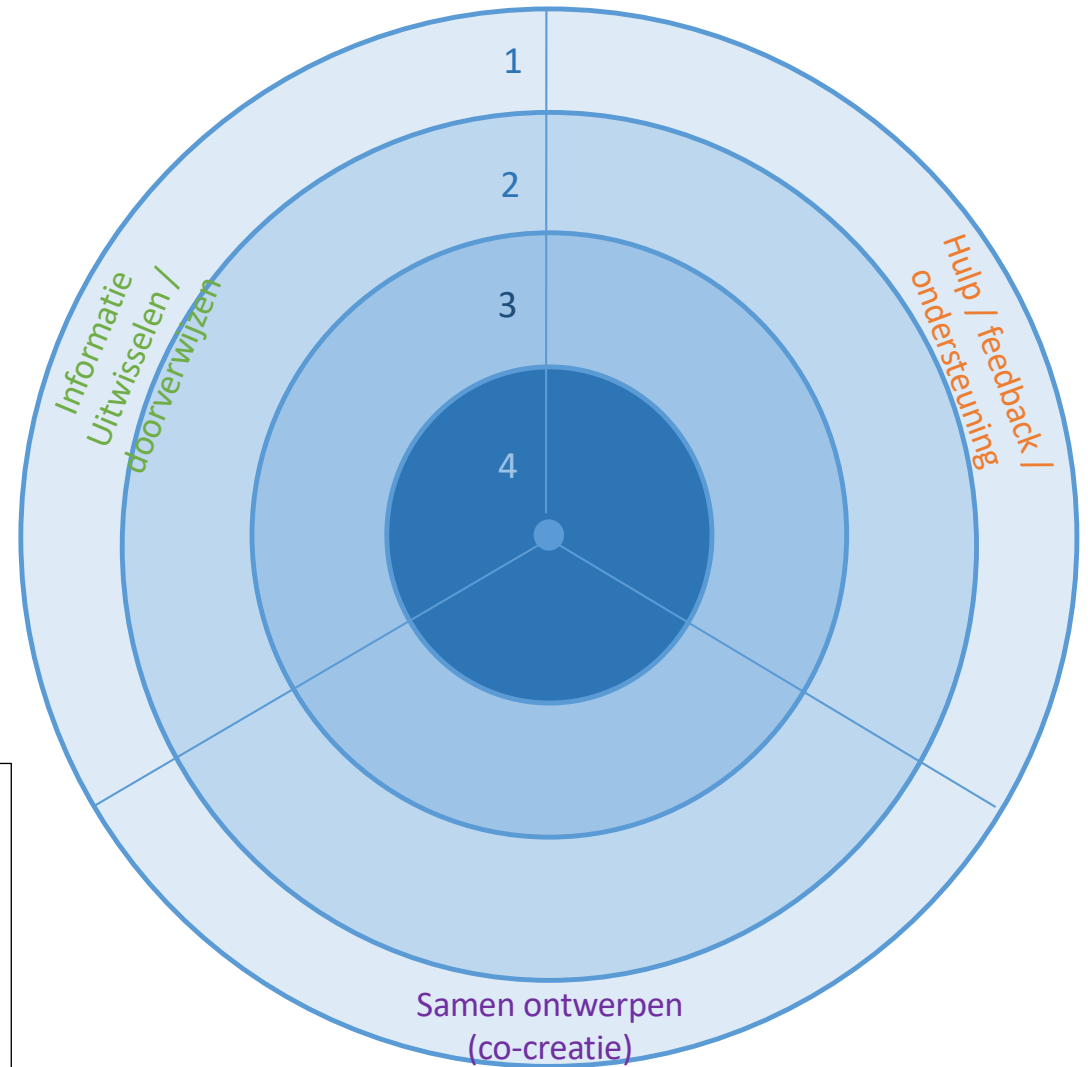 1
2
3
4
Informatie
Uitwisselen /
doorverwijzen
Hulp / feedback /
ondersteuning
Samen ontwerpen
(co-creatie)